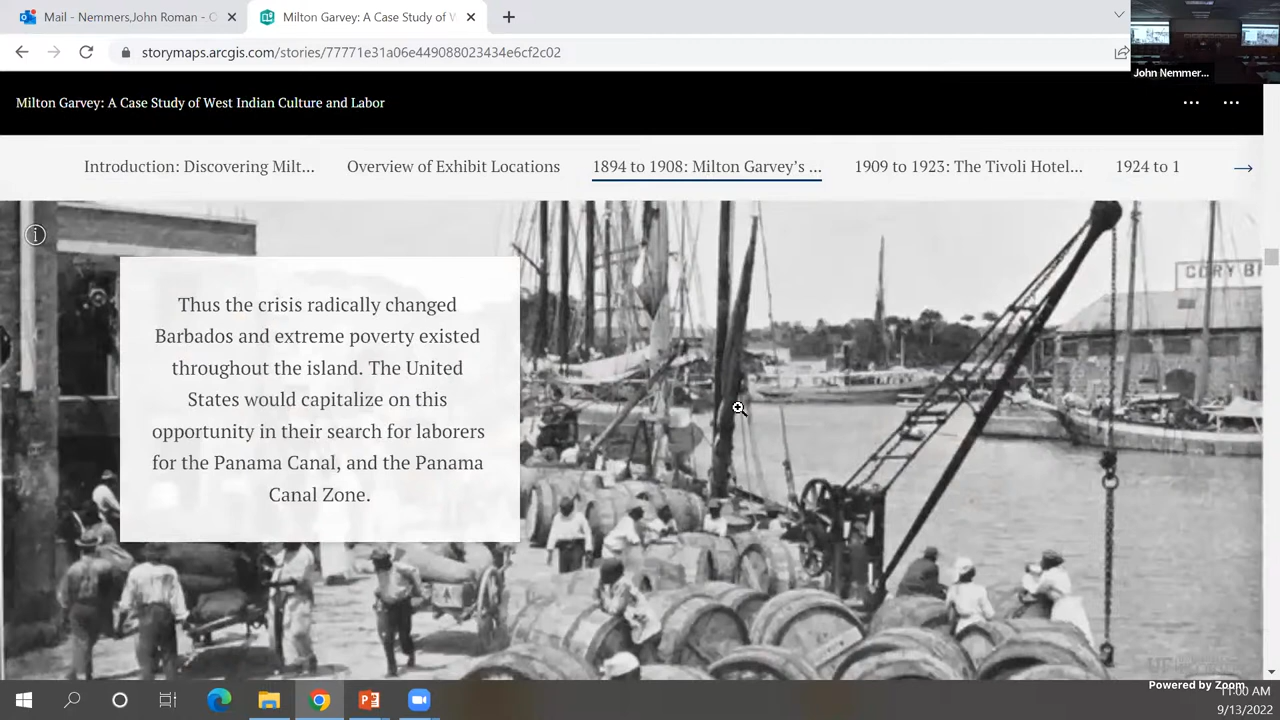 Mail - Nemmers,John Roman - O
Milton Garvey: A Case Study of W
storymaps.arcgis.com/stories/77771e31a06e4490a
John Nemmer...
Milton Garvey: A Case Study of West Indian Culture and Labor
Introduction: Discovering Milt...
Overview of Exhibit Locations
1894 to 1908: Milton Garvey’s ...
1909 to 1923: The Tivoli Hotel...
1924 to 1
CORY B
Thus the crisis radically changed
Barbados and extreme poverty existed
throughout the island. The United
States would capitalize on this
opportunity in their search for laborers
for the Panama Canal, and the Panama
Canal Zone.
Powered by Zoom
11:00 AM
9/13/2022